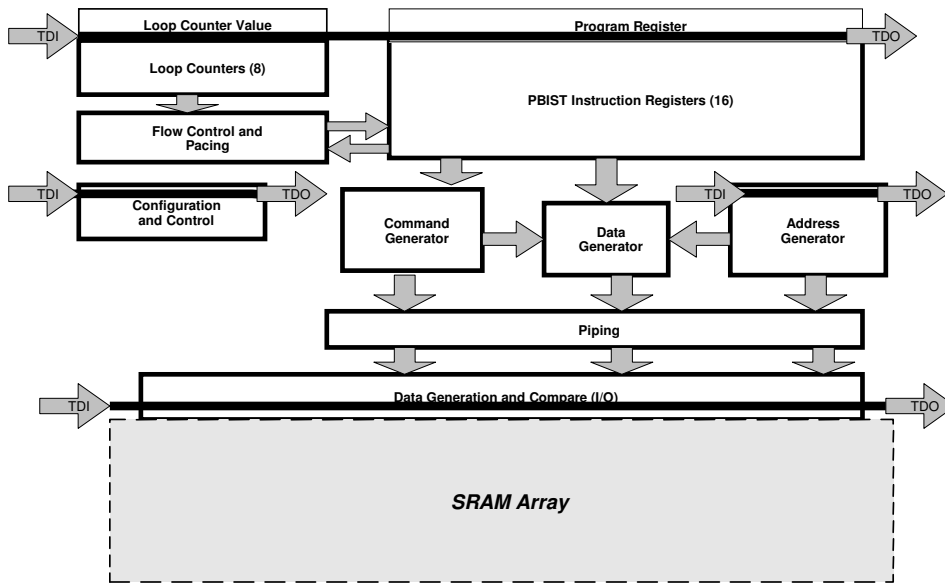 Loop Counter Value
Program Register
TDI
TDO
Loop Counters (8)
PBIST Instruction Registers (16)
Flow Control and
Pacing
TDI
TDO
TDI
TDO
Configuration
and Control
Command
Generator
Data
Generator
Address
Generator
Piping
Data Generation and Compare (I/O)
TDI
TDO
SRAM Array